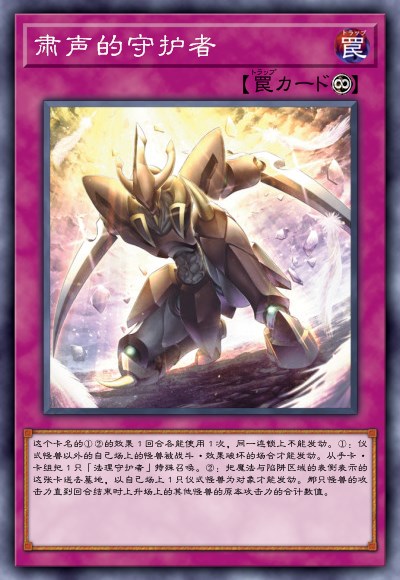 肃声的守护者
トラップ
罠
トラップ
【罠カード】
这个卡名的①②的效果1回合各能使用1次,同一连锁上不能发动。①:仪
式怪兽以外的自己场上的怪兽被战斗·效果破坏的场合才能发动。从手卡·
卡组把1只「法理守护者」特殊召唤。②:把魔法与陷阱区域的表侧表示的
这张卡送去墓地,以自己场上1只仪式怪兽为对象才能发动。那只怪兽的攻
击力直到回合结束时上升场上的其他怪兽的原本攻击力的合计数值。